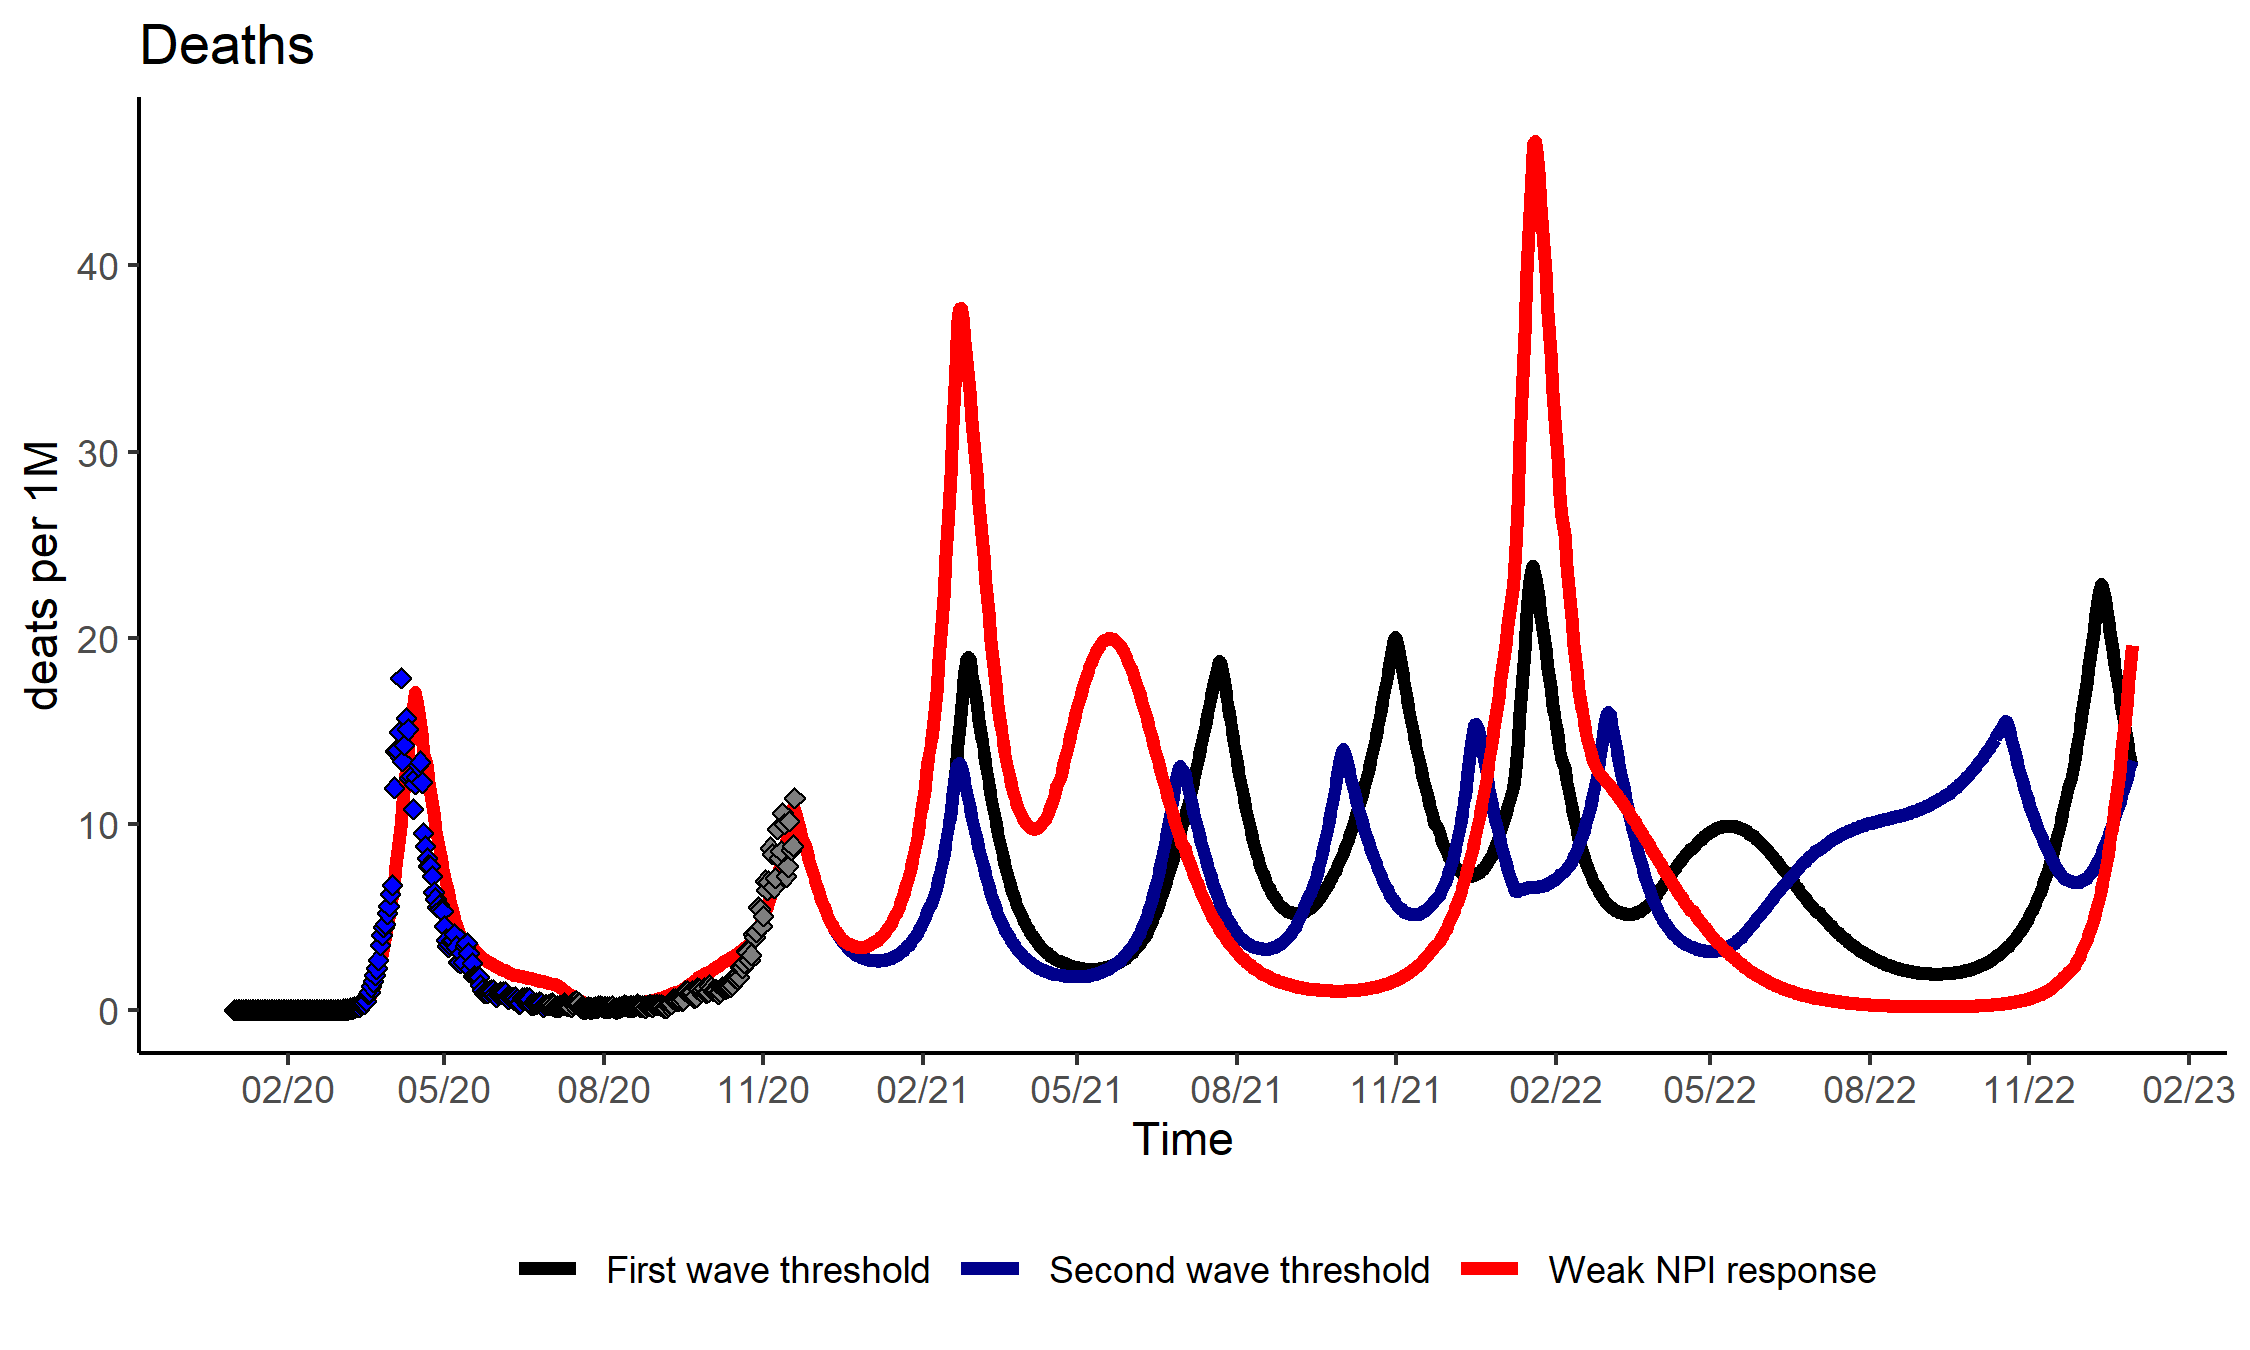 Deaths
deats per 1M
40
30
20
10
0
02/20 05/20 08/20 11/20 02/21 05/21 08/21 11/21 02/22 05/22 08/22 11/22 02/23
Time
First wave threshold Second wave threshold Weak NPI response